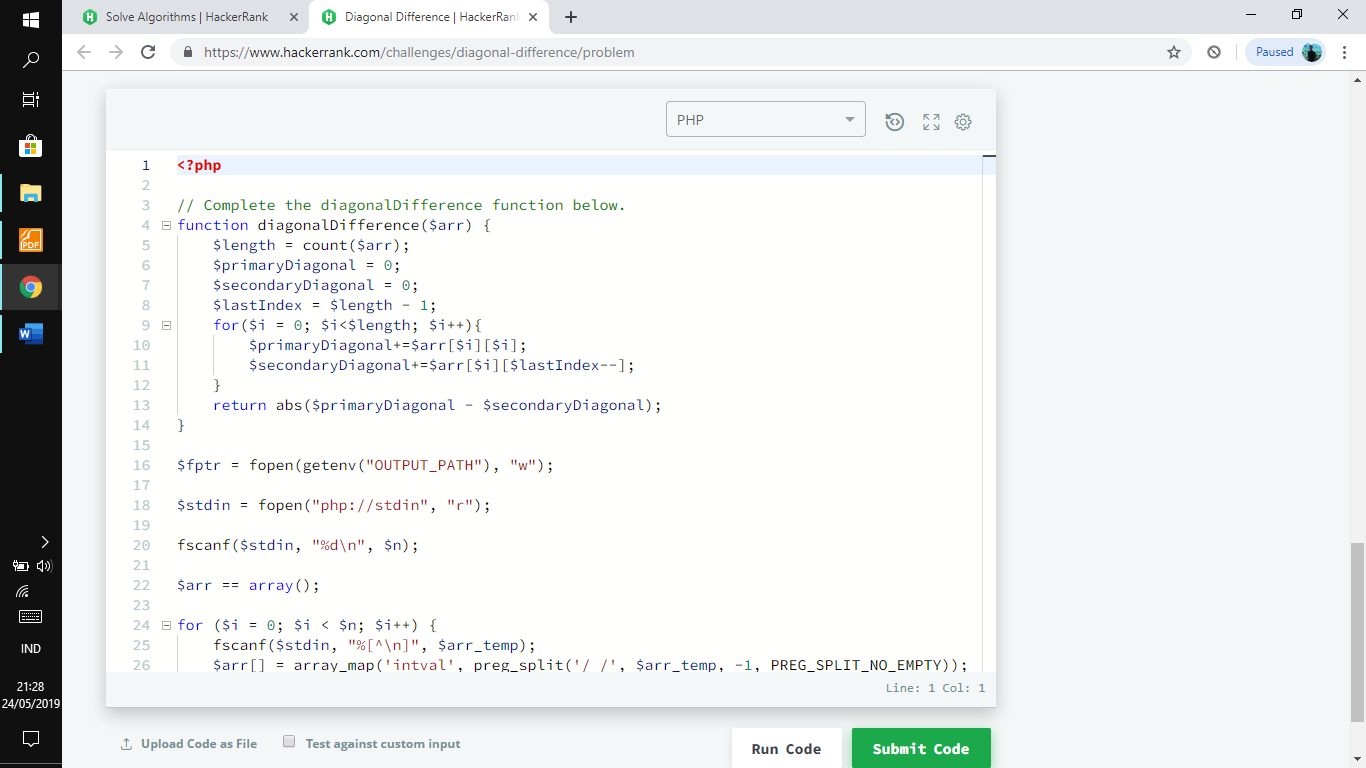 Solve Algorithms | HackerRank
Diagonal Difference | HackerRan
https://www.hackerrank.com/challenges/diagonal-difference/problem
Paused
PHP
1 <?php
2
3 // Complete the diagonalDifference function below.
4 function diagonalDifference($arr) {
5 $length = count($arr);
6 $primaryDiagonal = 0;
7 $secondaryDiagonal = 0;
8 $lastIndex = $length - 1;
9 for($i = 0; $i<$length; $i++){
10 $primaryDiagonal+=$arr[$i][$i];
11 $secondaryDiagonal+=$arr[$i][$lastIndex--];
12 }
13 return abs($primaryDiagonal - $secondaryDiagonal);
14 }
15
16 $fptr = fopen(getenv("OUTPUT_PATH"), "w");
17
18 $stdin = fopen("php://stdin", "r");
19
20 fscanf($stdin, "%d\n", $n);
21
22 $arr == array();
23
24 for ($i = 0; $i < $n; $i++) {
25 fscanf($stdin, "%[^\n]", $arr_temp);
26 $arr[] = array_map('intval', preg_split('/ /', $arr_temp, -1, PREG_SPLIT_NO_EMPTY));
Line: 1 Col: 1
Upload Code as File
Test against custom input
Run Code
Submit Code
PDF
W
IND
21:28
24/05/2019